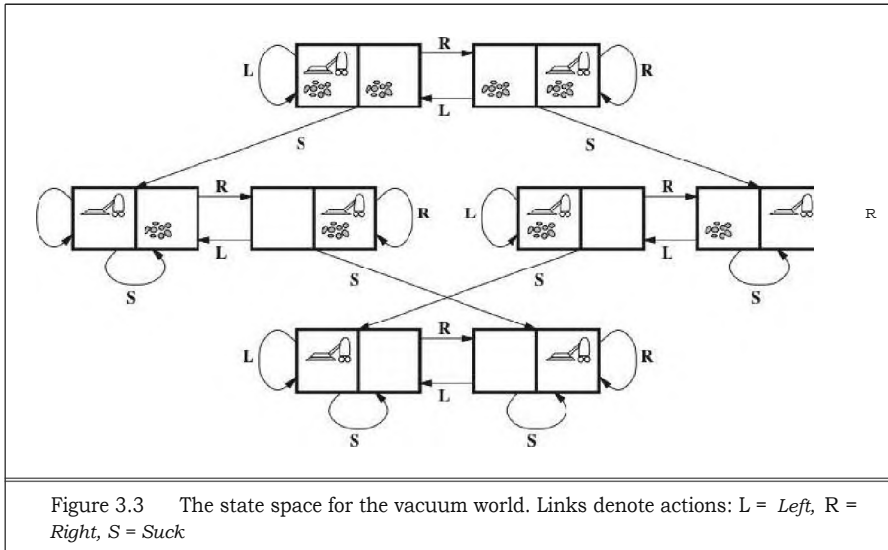 R
L
R
L
S
S
R
R
R
L
R
L
L
S
S
R
L
R
L
S
S
Figure 3.3 The state space for the vacuum world. Links denote actions: L = Left, R =
Right, S = Suck